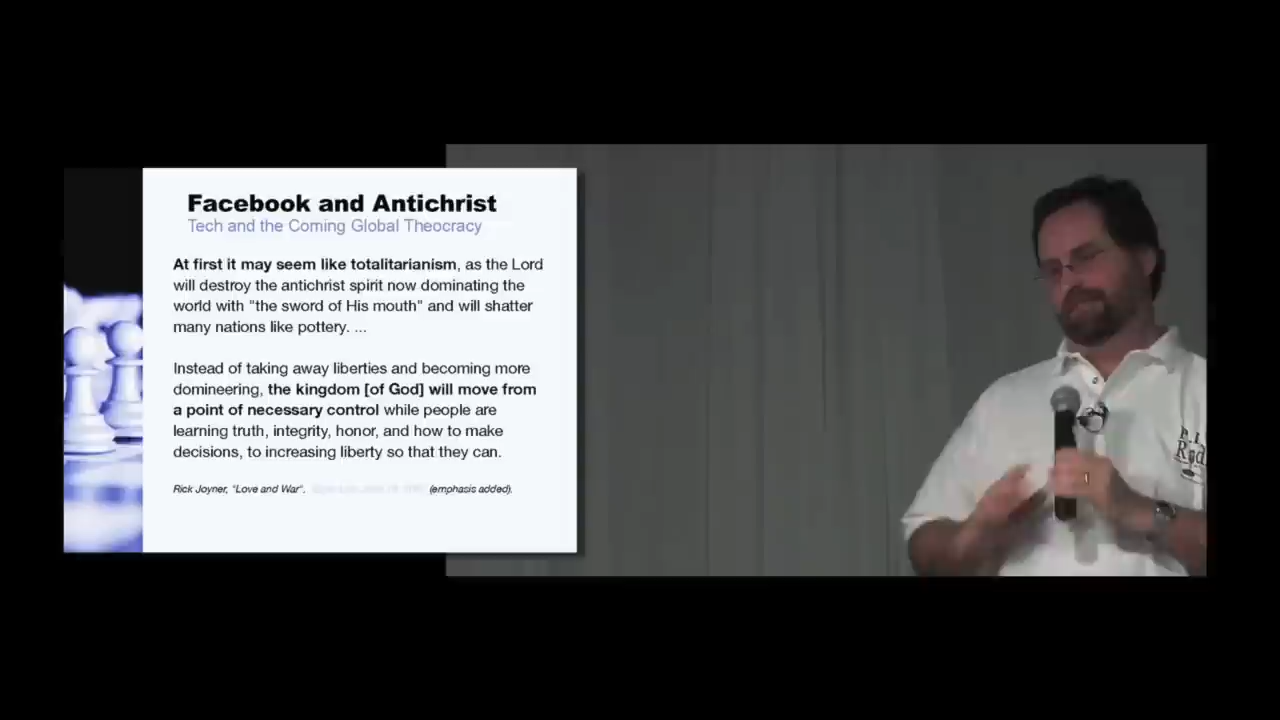 Facebook and Antichrist
Tech and the Coming Global Theocracy
At first it may seem like totalitarianism, as the Lord
will destroy the antichrist spirit now dominating the
world with "the sword of His mouth" and will shatter
many nations like pottery. ...
Instead of taking away liberties and becoming more
domineering, the kingdom [of God] will move from
a point of necessary control while people are
learning truth, integrity, honor, and how to make
decisions, to increasing liberty so that they can.
Rick Joyner, "Love and War". (emphasis added).
P.I.